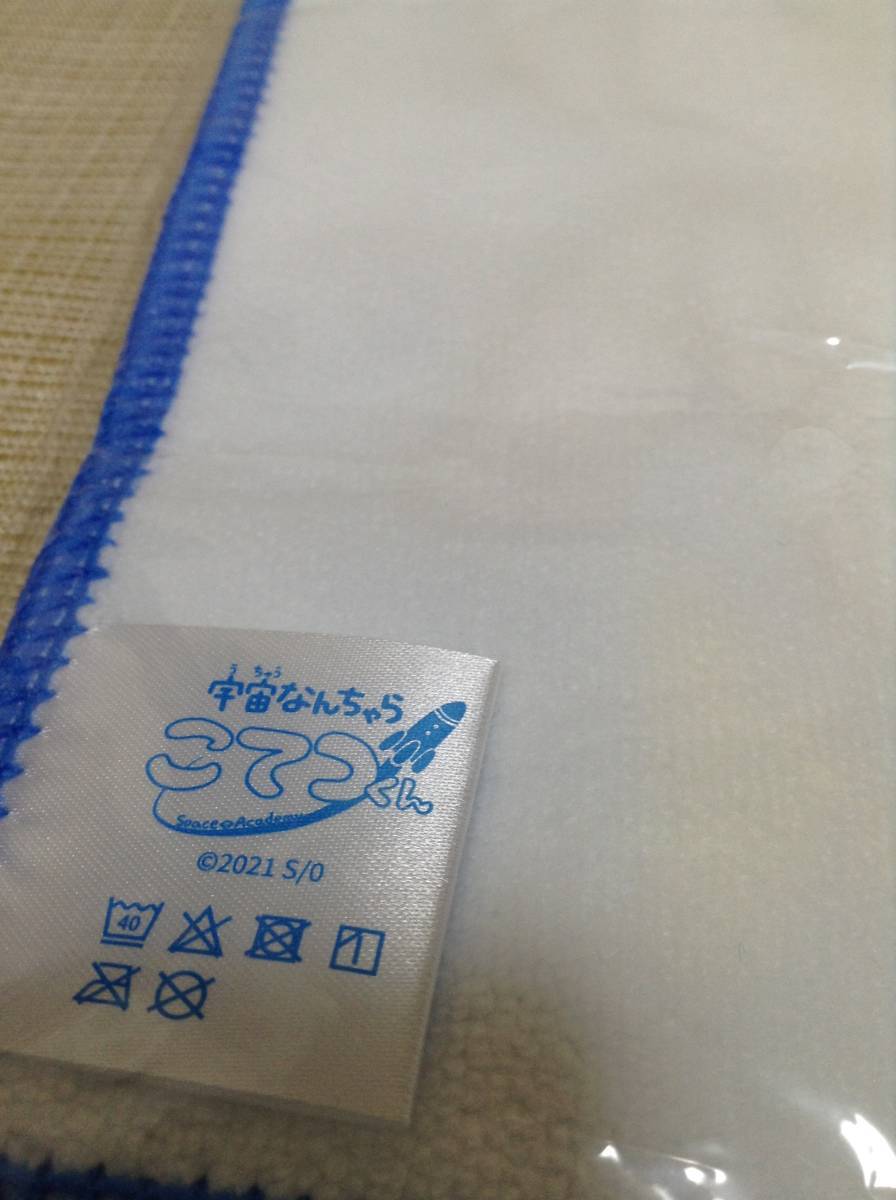 う ちゅう
宇宙なんちゃら
こてつくん
Space Academy
©2021 S/O
40